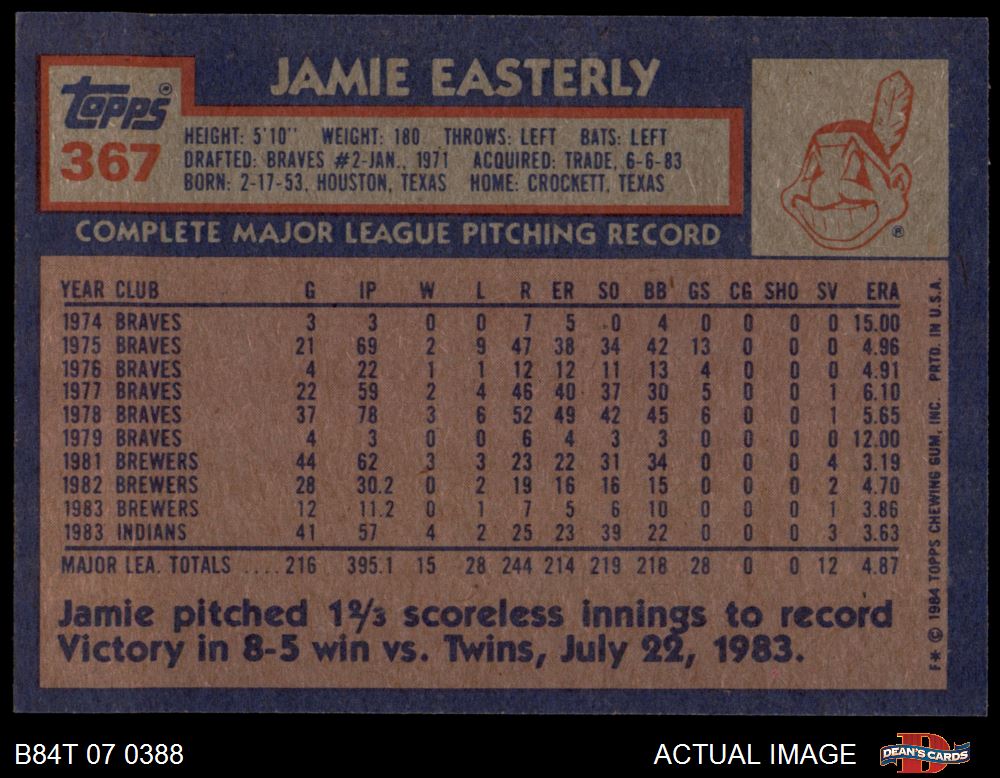 JAMIE EASTERLY
Topps®
367
HEIGHT: 5'10" WEIGHT: 180 THROWS: LEFT BATS: LEFT
DRAFTED: BRAVES #2-JAN., 1971 ACQUIRED: TRADE, 6-6-83
BORN: 2-17-53, HOUSTON, TEXAS HOME: CROCKETT, TEXAS
®
COMPLETE MAJOR LEAGUE PITCHING RECORD
YEAR CLUB G IP W L R ER SO BB GS CG SHO SV ERA
1974 BRAVES 3 3 0 0 7 5 0 4 0 0 0 0 15.00
1975 BRAVES 21 69 2 9 47 38 34 42 13 0 0 0 4.96
1976 BRAVES 4 22 1 1 12 12 11 13 4 0 0 0 4.91
1977 BRAVES 22 59 2 4 46 40 37 30 5 0 0 1 6.10
1978 BRAVES 37 78 3 6 52 49 42 45 6 0 0 1 5.65
1979 BRAVES 4 3 0 0 6 4 3 3 0 0 0 0 12.00
1981 BREWERS 44 62 3 3 23 22 31 34 0 0 0 4 3.19
1982 BREWERS 28 30.2 0 2 19 16 16 15 0 0 0 2 4.70
1983 BREWERS 12 11.2 0 1 7 5 6 10 0 0 0 1 3.86
1983 INDIANS 41 57 4 2 25 23 39 22 0 0 0 3 3.63
MAJOR LEA. TOTALS ....216 395.1 15 28 244 214 219 218 28 0 0 12 4.87
Jamie pitched 1⅔ scoreless innings to record
Victory in 8-5 win vs. Twins, July 22, 1983.
F* © 1984 TOPPS CHEWING GUM, INC. PRTD. IN U.S.A.
B84T 07 0388
ACTUAL IMAGE
D
DEAN'S CARDS